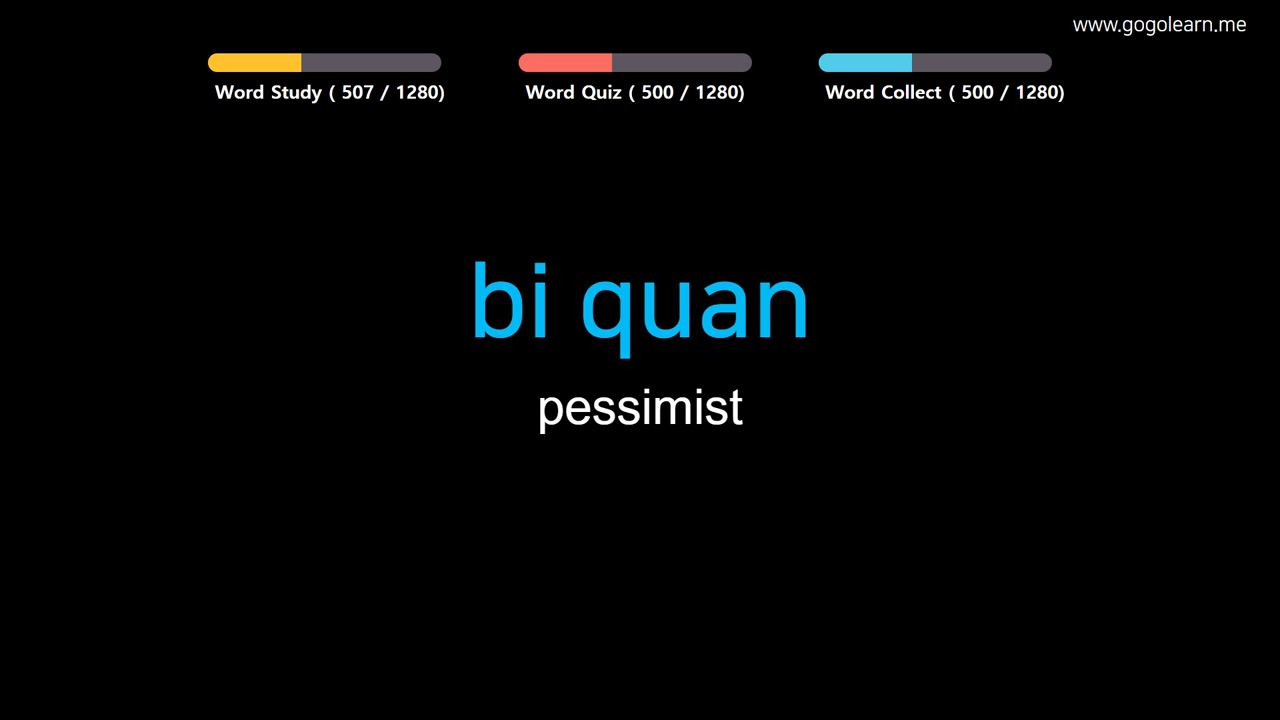 www.gogolearn.me
Word Study ( 507 / 1280)
Word Quiz ( 500 / 1280)
Word Collect ( 500 / 1280)
bi quan
pessimist